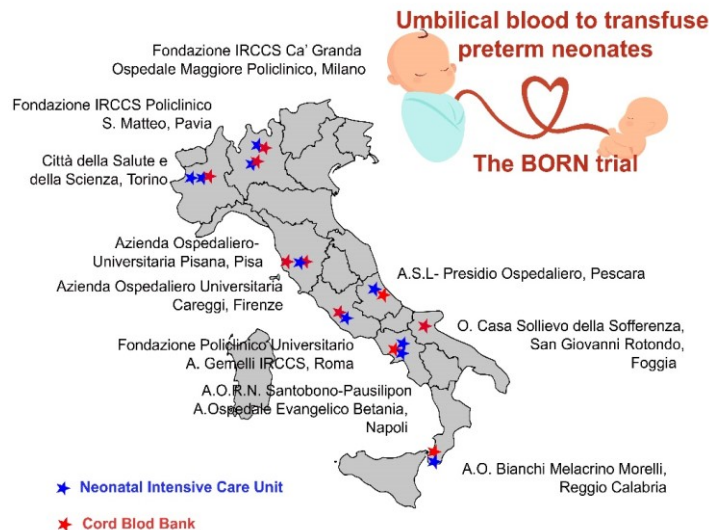 Umbilical blood to transfuse
preterm neonates
The BORN trial
Fondazione IRCCS Ca' Granda
Ospedale Maggiore Policlinico, Milano
Fondazione IRCCS Policlinico
S. Matteo, Pavia
Città della Salute e
della Scienza, Torino
Azienda Ospedaliero-
Universitaria Pisana, Pisa
Azienda Ospedaliero Universitaria
Careggi, Firenze
Fondazione Policlinico Universitario
A. Gemelli IRCCS, Roma
A.O.R.N. Santobono-Pausilipon
A.Ospedale Evangelico Betania,
Napoli
A.S.L- Presidio Ospedaliero, Pescara
O. Casa Sollievo della Sofferenza,
San Giovanni Rotondo,
Foggia
A.O. Bianchi Melacrino Morelli,
Reggio Calabria
Neonatal Intensive Care Unit
Cord Blod Bank